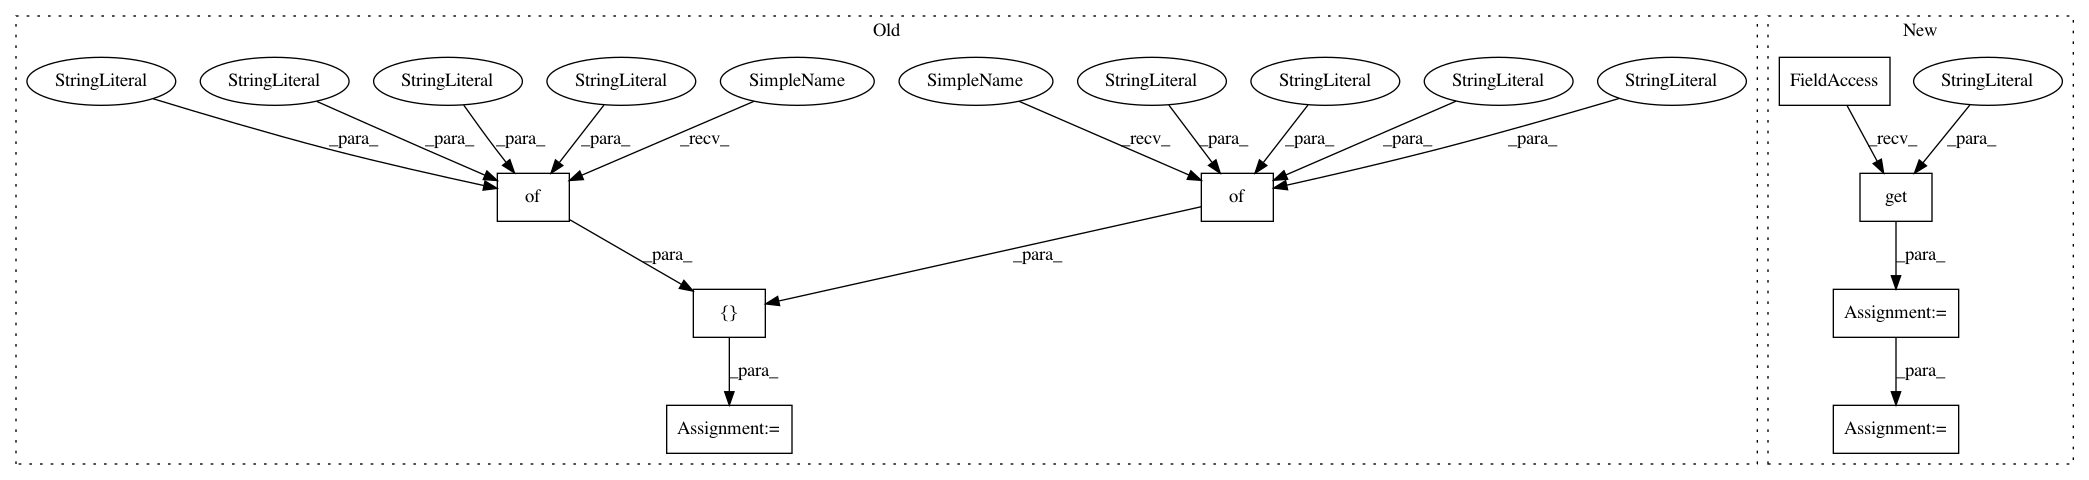 Old
New
StringLiteral
StringLiteral
StringLiteral
StringLiteral
SimpleName
SimpleName
StringLiteral
StringLiteral
StringLiteral
StringLiteral
FieldAccess
StringLiteral
_para_
_para_
_para_
_para_
_recv_
_recv_
_para_
_para_
_para_
_para_
_recv_
_para_
of
of
get
_para_
_para_
_para_
{}
Assignment:=
_para_
_para_
Assignment:=
Assignment:=